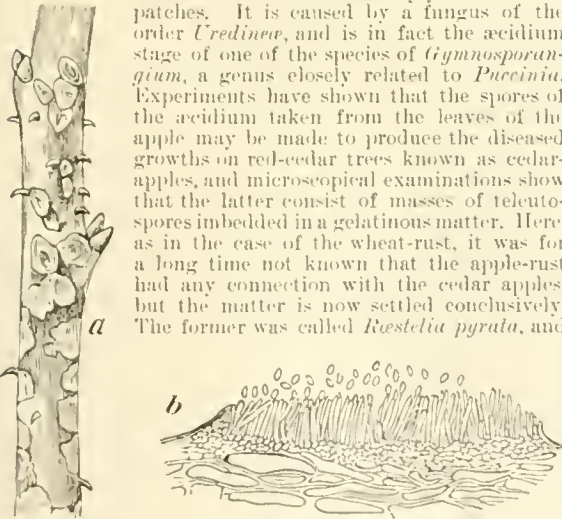 patches. It is caused by a fungus of the
order Uredineæ, and is in fact the æcidium
stage of one of the species of Gymnosporan-
gium, a genus closely related to Puccinia.
Experiments have shown that the spores of
the æcidium taken from the leaves of the
apple may be made to produce the diseased
growths on red-cedar trees known as cedar-
apples, and microscopical examinations show
that the latter consist of masses of teleuto-
spores imbedded in a gelatinous matter. Here
as in the case of the wheat-rust, it was for
a long time not known that the apple-rust
had any connection with the cedar apples
but the matter is now settled conclusively
The former was called Rœstelia pyrata, and
a
b